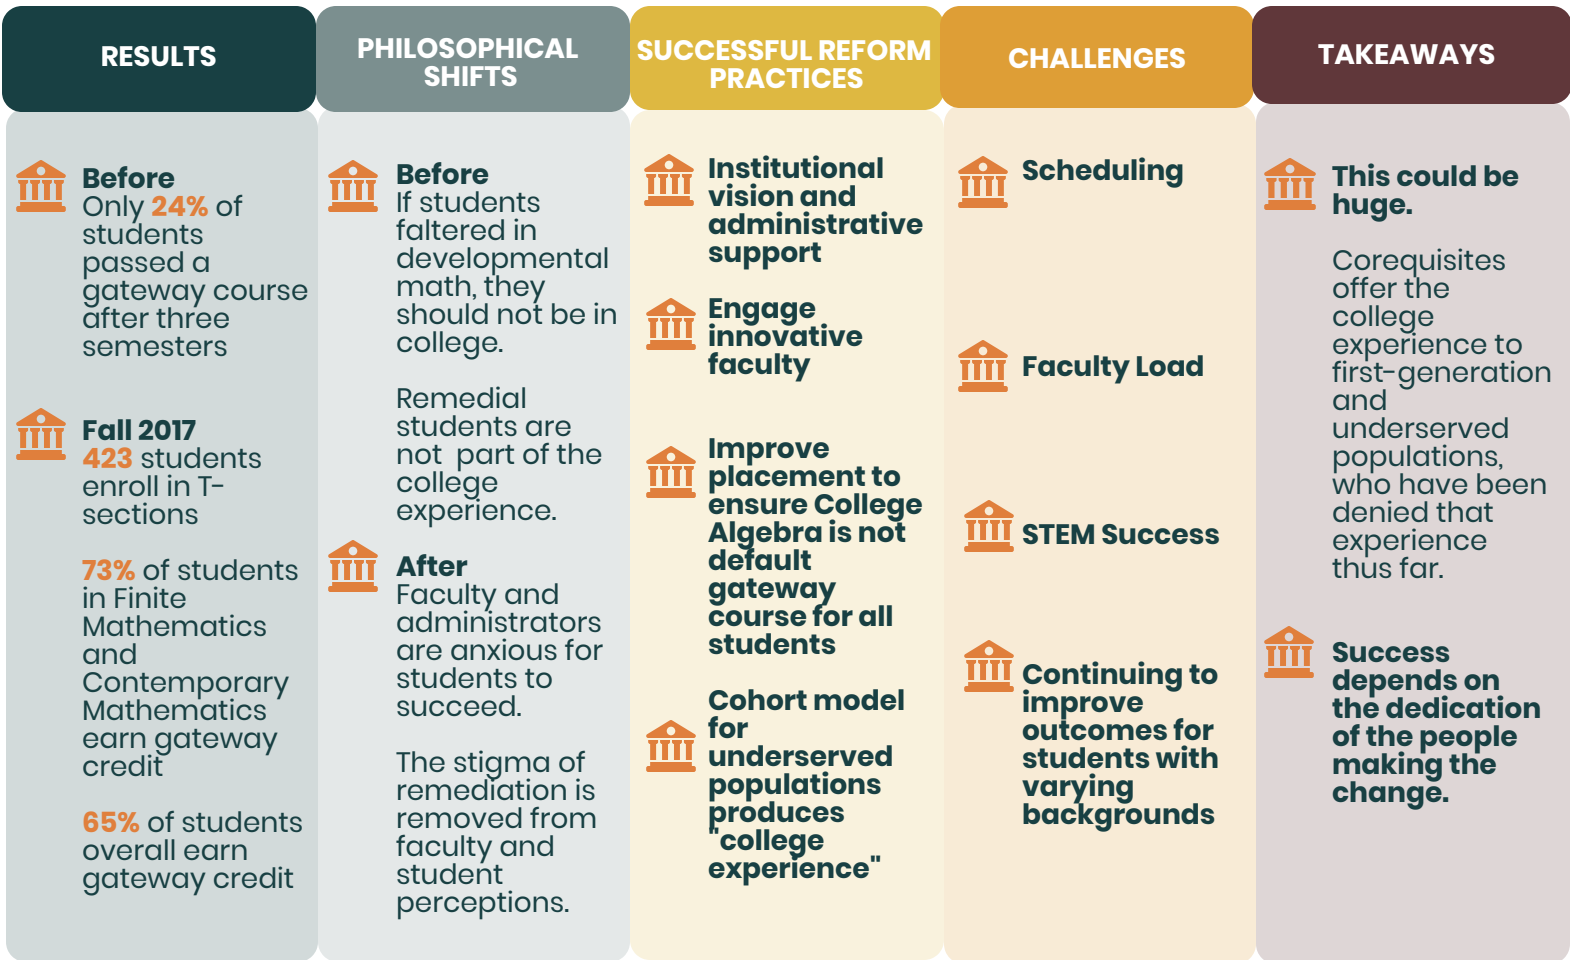 RESULTS
Before
Only 24% of
students
passed a
gateway course
after three
semesters
Fall 2017
423 students
enroll in T-
sections
73% of students
in Finite
Mathematics
and
Contemporary
Mathematics
earn gateway
credit
65% of students
overall earn
gateway credit
PHILOSOPHICAL
SHIFTS
Before
If students
faltered in
developmental
math, they
should not be in
college.
Remedial
students are
not part of the
college
experience.
After
Faculty and
administrators
are anxious for
students to
succeed.
The stigma of
remediation is
removed from
faculty and
student
perceptions.
SUCCESSFUL REFORM
PRACTICES
Institutional
vision and
administrative
support
Engage
innovative
faculty
Improve
placement to
ensure College
Algebra is not
default
gateway
course for all
students
Cohort model
for
underserved
populations
produces
"college
experience"
CHALLENGES
Scheduling
Faculty Load
STEM Success
Continuing to
improve
outcomes for
students with
varying
backgrounds
TAKEAWAYS
This could be
huge.
Corequisites
offer the
college
experience to
first-generation
and
underserved
populations,
who have been
denied that
experience
thus far.
Success
depends on
the dedication
of the people
making the
change.